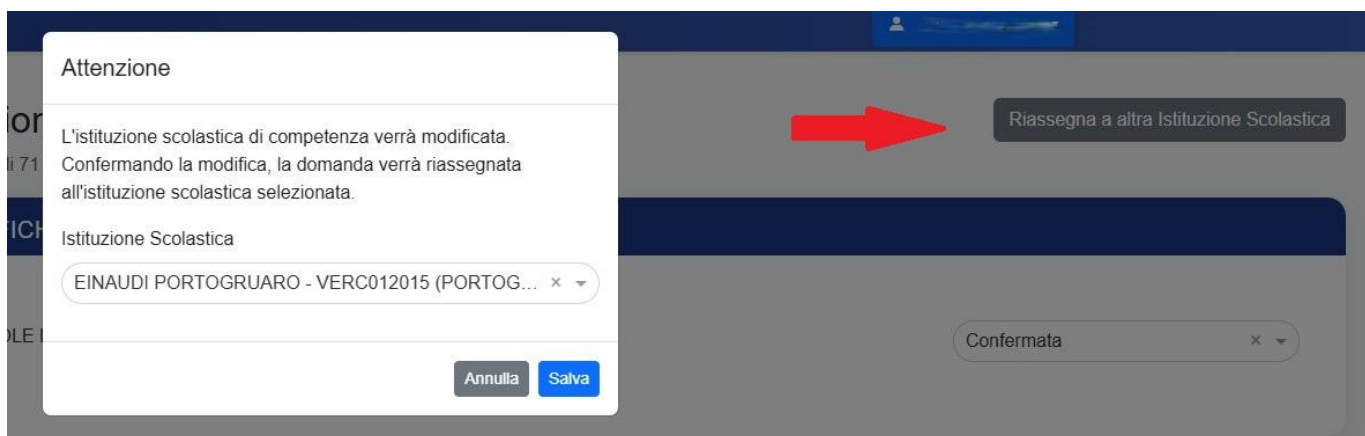 Attenzione
Riassegna a altra Istituzione Scolastica
L'istituzione scolastica di competenza verrà modificata.
Confermando la modifica, la domanda verrà riassegnata
all'istituzione scolastica selezionata.
Istituzione Scolastica
EINAUDI PORTOGRUARO - VERC012015 (PORTOG...
Confermata
Annulla Salva